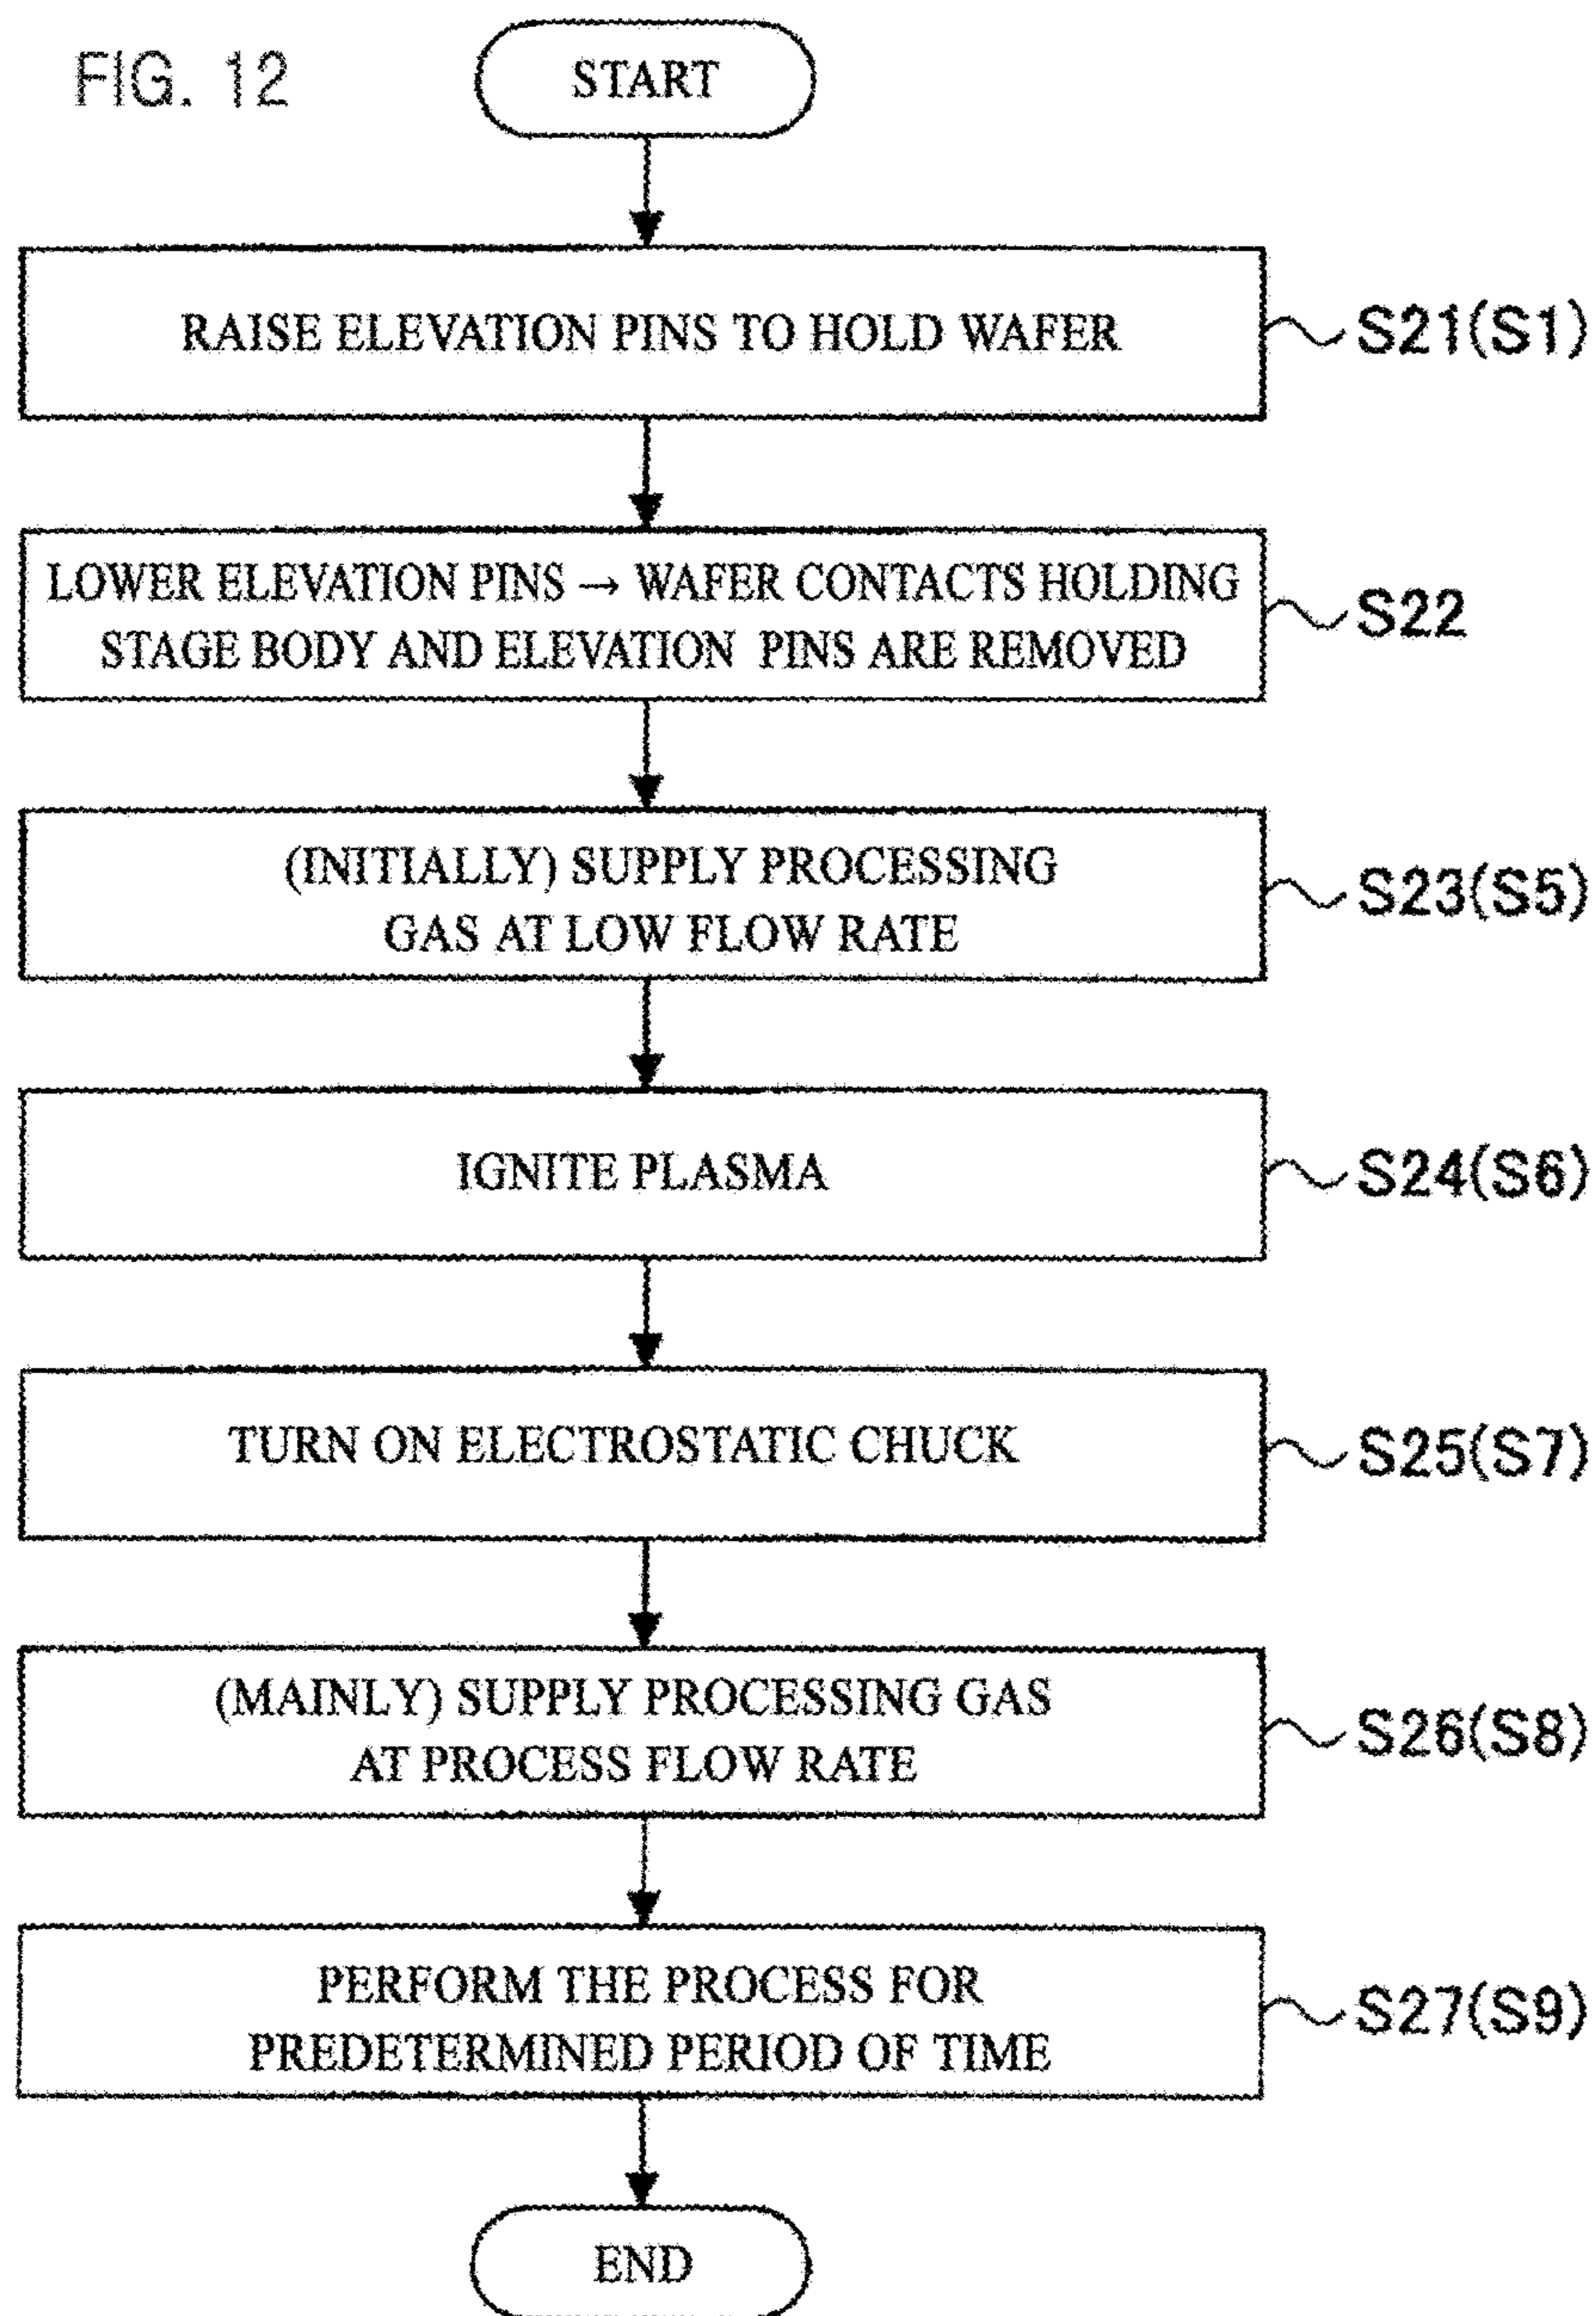 FIG. 12
START
RAISE ELEVATION PINS TO HOLD WAFER
S21(S1)
LOWER ELEVATION PINS → WAFER CONTACTS HOLDING
STAGE BODY AND ELEVATION PINS ARE REMOVED
S22
(INITIALLY) SUPPLY PROCESSING
GAS AT LOW FLOW RATE
S23(S5)
IGNITE PLASMA
S24(S6)
TURN ON ELECTROSTATIC CHUCK
S25(S7)
(MAINLY) SUPPLY PROCESSING GAS
AT PROCESS FLOW RATE
S26(S8)
PERFORM THE PROCESS FOR
PREDETERMINED PERIOD OF TIME
S27(S9)
END